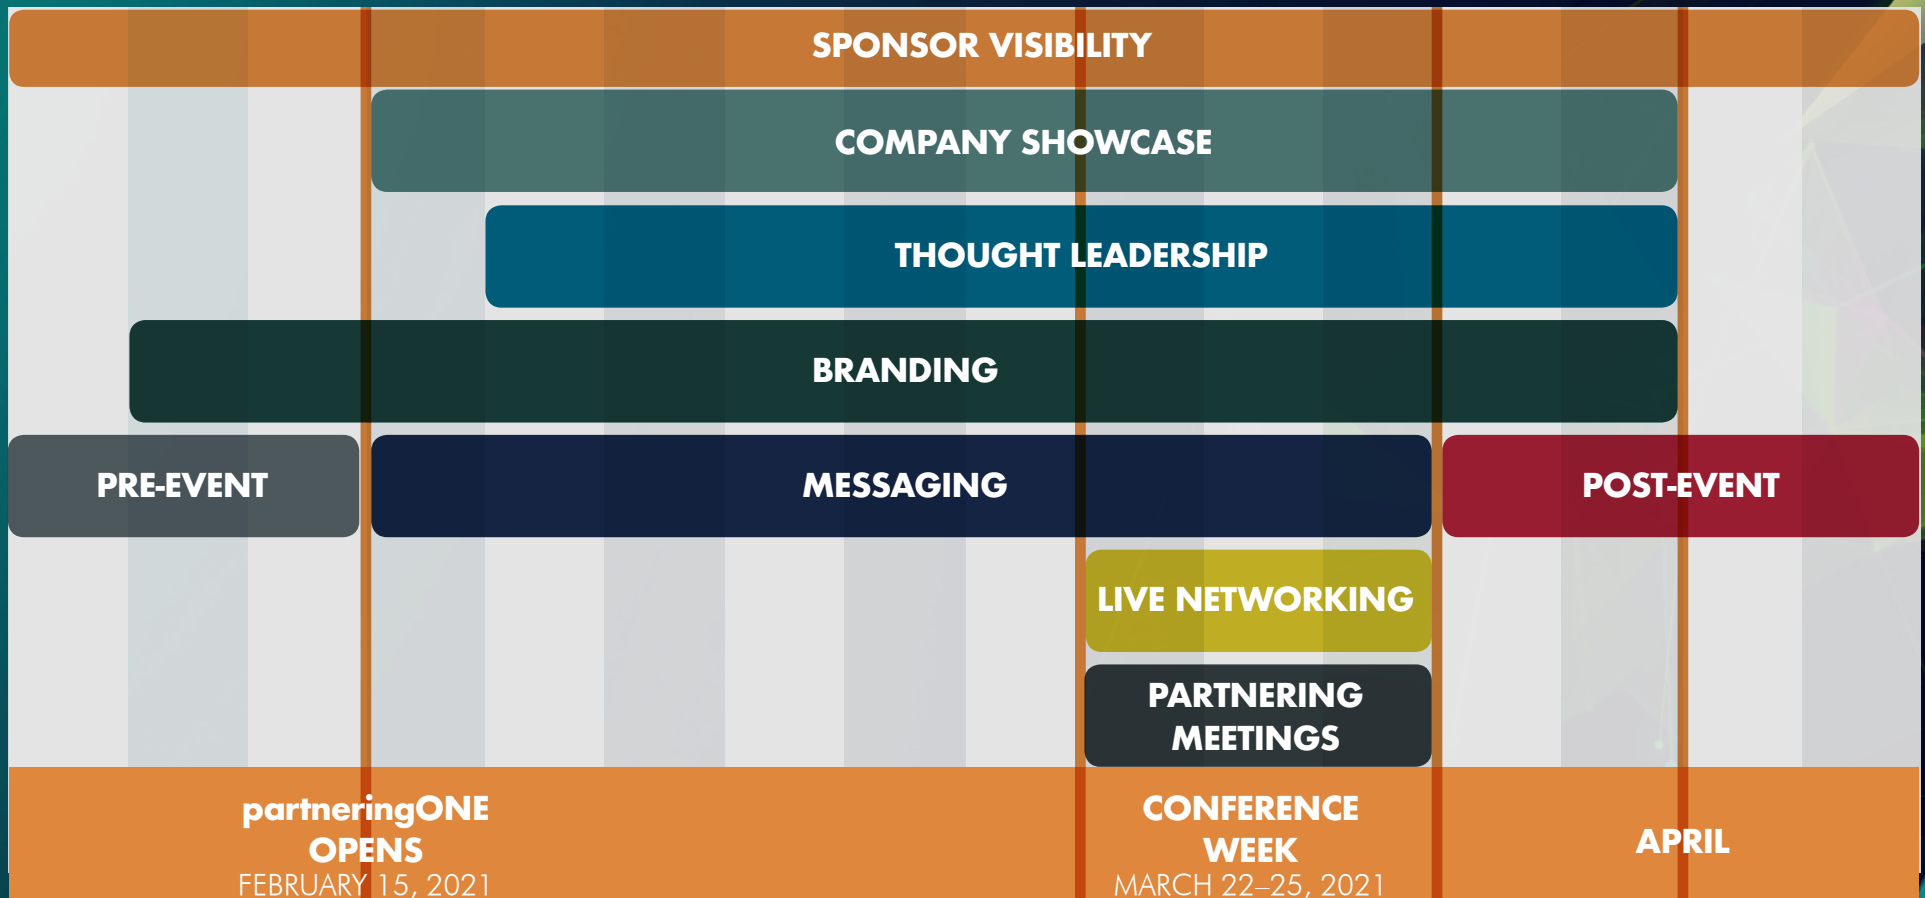 SPONSOR VISIBILITY
COMPANY SHOWCASE
THOUGHT LEADERSHIP
BRANDING
PRE-EVENT
MESSAGING
POST-EVENT
LIVE NETWORKING
PARTNERING
MEETINGS
partneringONE
OPENS
FEBRUARY 15, 2021
CONFERENCE
WEEK
MARCH 22–25, 2021
APRIL